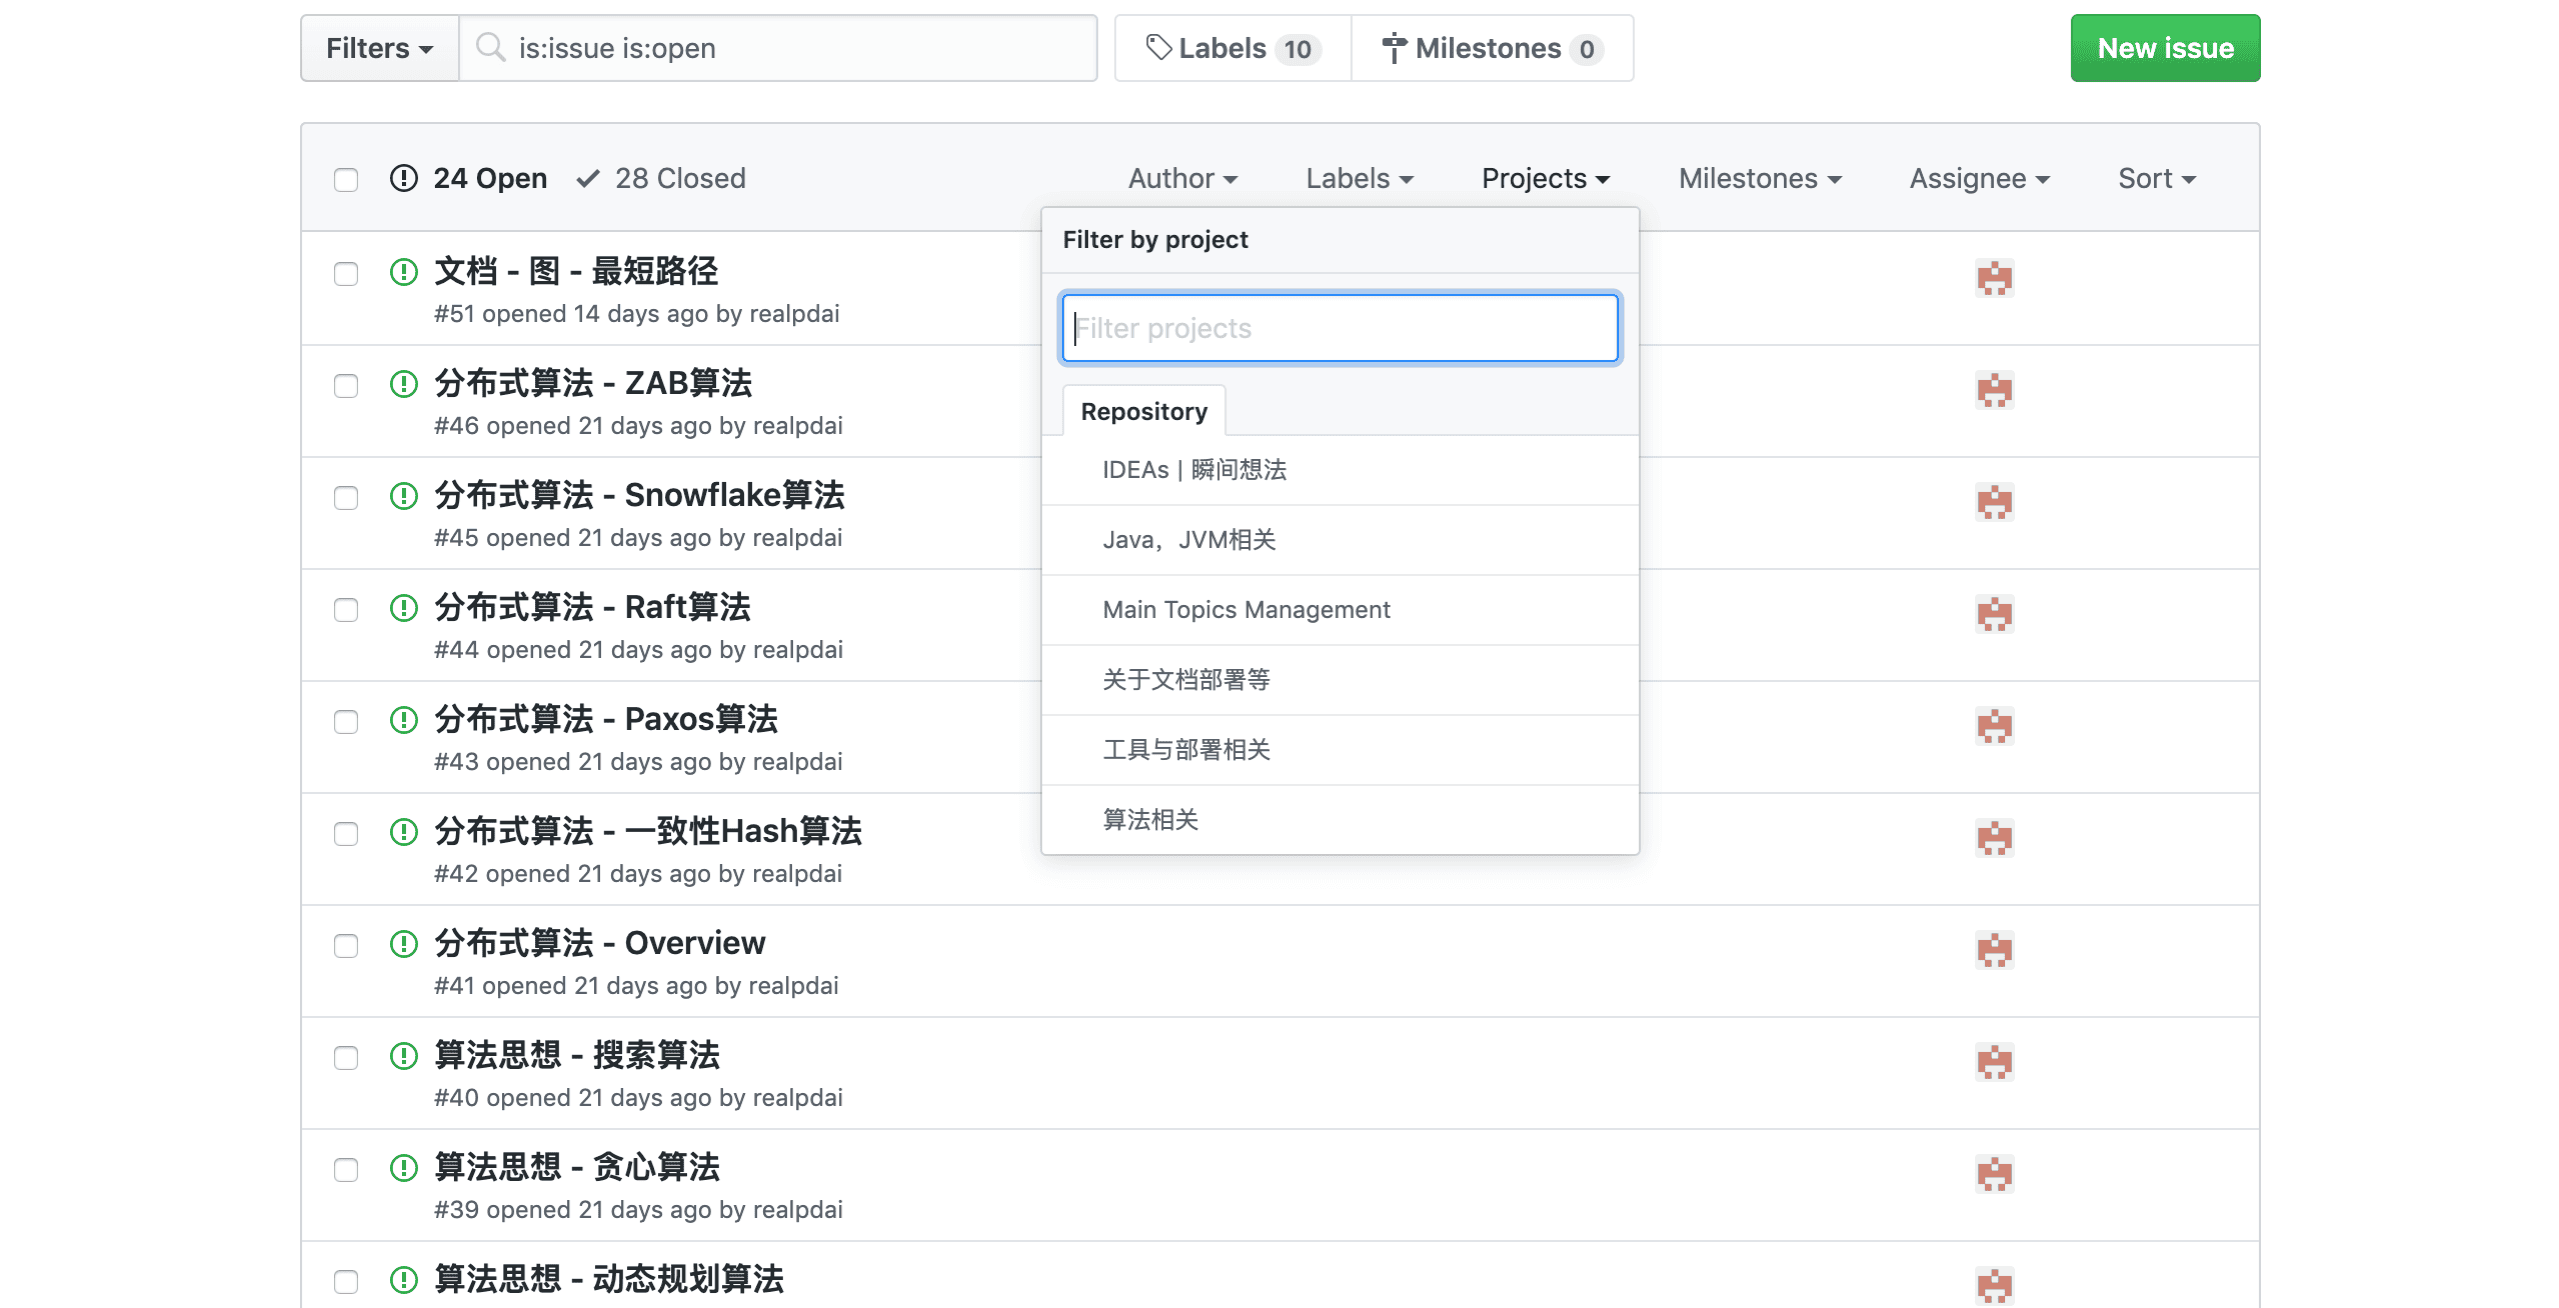 Filters is:issue is:open Labels 10 Milestones 0 New issue
24 Open 28 Closed Author Labels Projects Milestones Assignee Sort
Filter by project
Filter projects
Repository
IDEAs | 瞬间想法
Java，JVM相关
Main Topics Management
关于文档部署等
工具与部署相关
算法相关
文档 - 图 - 最短路径
#51 opened 14 days ago by realpdai
分布式算法 - ZAB算法
#46 opened 21 days ago by realpdai
分布式算法 - Snowflake算法
#45 opened 21 days ago by realpdai
分布式算法 - Raft算法
#44 opened 21 days ago by realpdai
分布式算法 - Paxos算法
#43 opened 21 days ago by realpdai
分布式算法 - 一致性Hash算法
#42 opened 21 days ago by realpdai
分布式算法 - Overview
#41 opened 21 days ago by realpdai
算法思想 - 搜索算法
#40 opened 21 days ago by realpdai
算法思想 - 贪心算法
#39 opened 21 days ago by realpdai
算法思想 - 动态规划算法